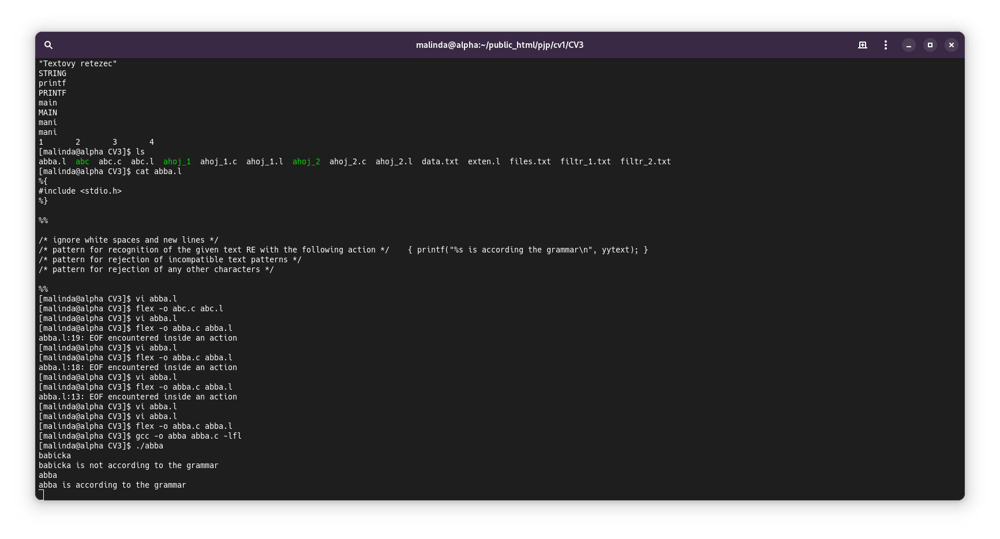 malinda@alpha:~/public_html/pjp/cv1/CV3
"Textovy retezec"
STRING
printf
PRINTF
main
MAIN
mani
mani
1       2       3       4
[malinda@alpha CV3]$ ls
abba.l  abc  abc.c  abc.l  ahoj_1  ahoj_1.c  ahoj_1.l  ahoj_2  ahoj_2.c  ahoj_2.l  data.txt  exten.l  files.txt  filtr_1.txt  filtr_2.txt
[malinda@alpha CV3]$ cat abba.l
%{
#include <stdio.h>
%}
%%
/* ignore white spaces and new lines */
/* pattern for recognition of the given text RE with the following action */    { printf("%s is according the grammar\n", yytext); }
/* pattern for rejection of incompatible text patterns */
/* pattern for rejection of any other characters */
%%
[malinda@alpha CV3]$ vi abba.l
[malinda@alpha CV3]$ flex -o abc.c abc.l
[malinda@alpha CV3]$ vi abba.l
[malinda@alpha CV3]$ flex -o abba.c abba.l
abba.l:19: EOF encountered inside an action
[malinda@alpha CV3]$ vi abba.l
[malinda@alpha CV3]$ flex -o abba.c abba.l
abba.l:18: EOF encountered inside an action
[malinda@alpha CV3]$ vi abba.l
[malinda@alpha CV3]$ flex -o abba.c abba.l
abba.l:13: EOF encountered inside an action
[malinda@alpha CV3]$ vi abba.l
[malinda@alpha CV3]$ vi abba.l
[malinda@alpha CV3]$ flex -o abba.c abba.l
[malinda@alpha CV3]$ gcc -o abba abba.c -lfl
[malinda@alpha CV3]$ ./abba
babicka
babicka is not according to the grammar
abba
abba is according to the grammar